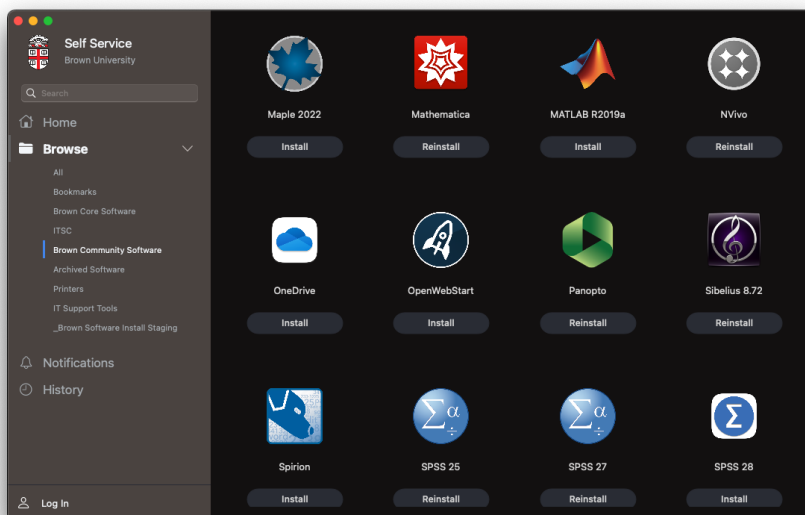 Self Service
Brown University
Search
Home
Browse
All
Bookmarks
Brown Core Software
ITSC
Brown Community Software
Archived Software
Printers
IT Support Tools
_Brown Software Install Staging
Notifications
History
Log In
Maple 2022
Mathematica
MATLAB R2019a
NVivo
Install
Reinstall
Install
Reinstall
OneDrive
OpenWebStart
Panopto
Sibelius 8.72
Install
Install
Reinstall
Reinstall
Σα÷
Σα÷
Σ
Spirion
SPSS 25
SPSS 27
SPSS 28
Install
Reinstall
Reinstall
Install